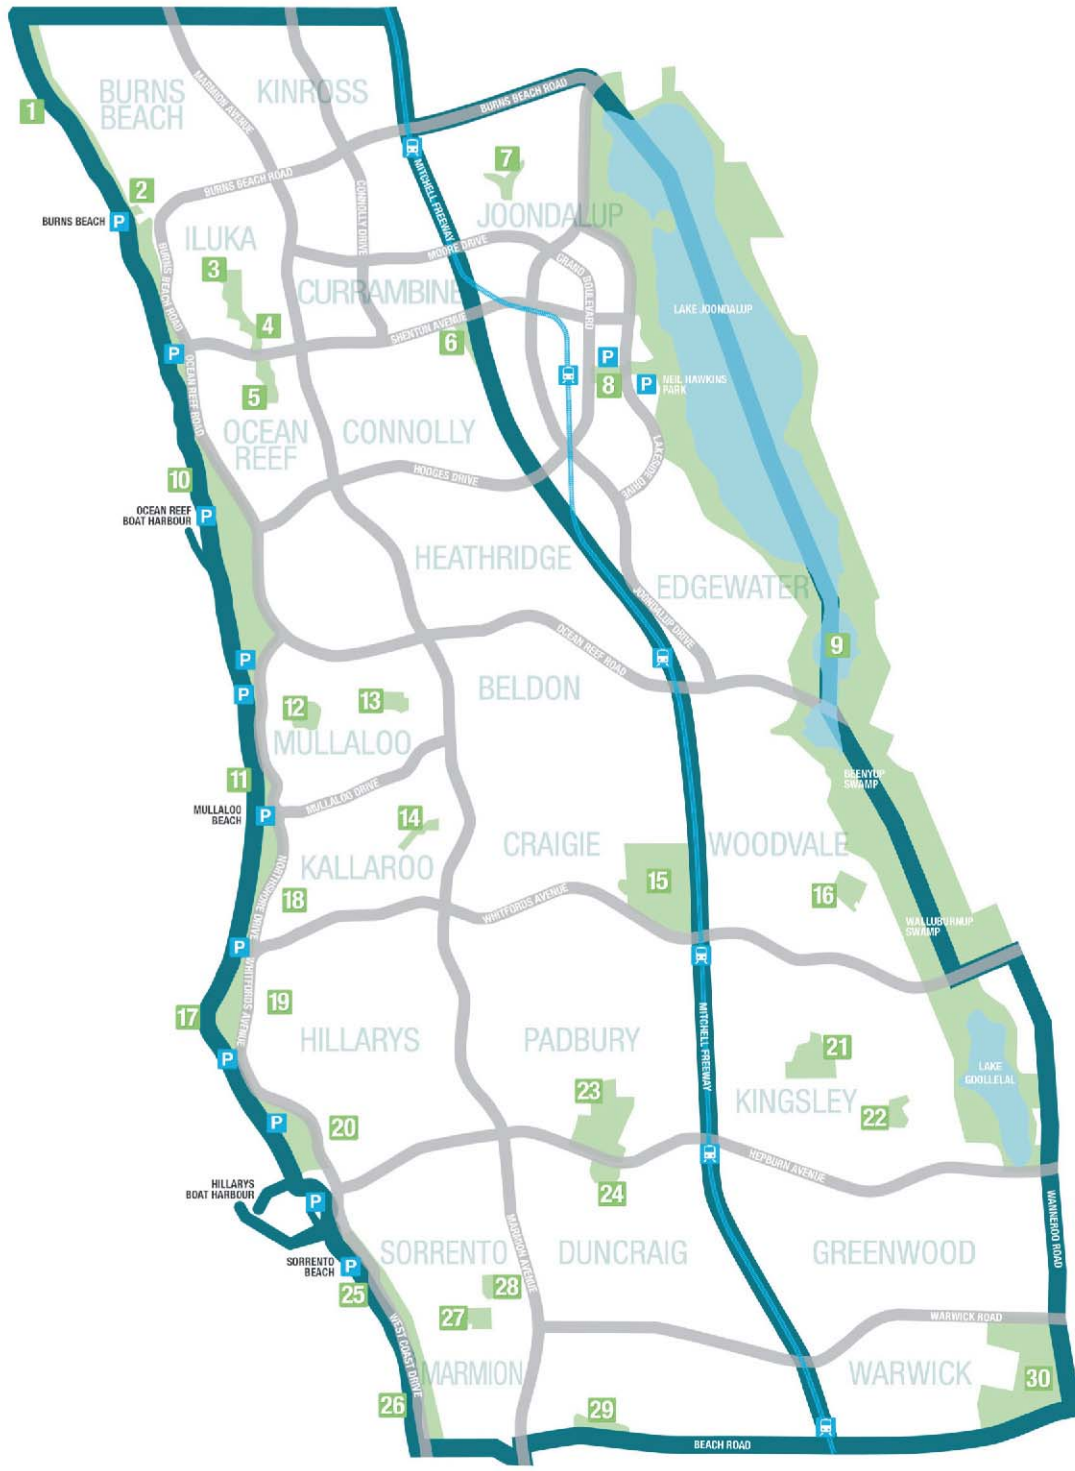 BURNS
BEACH
KINROSS
MARMION AVENUE
BURNS BEACH ROAD
1
7
MITCHELL FREEWAY
BURNS BEACH ROAD
CONNOLLY DRIVE
2
JOONDALUP
BURNS BEACH
P
ILUKA
MOORE DRIVE
3
GRAND BOULEVARD
BURNS BEACH ROAD
CURRAMBINE
LAKE JOONDALUP
4
SHENTON AVENUE
6
P
P
OCEAN REEF ROAD
5
8
P
NEIL HAWKINS
PARK
OCEAN
REEF
CONNOLLY
LAKESIDE DRIVE
10
HODGES DRIVE
OCEAN REEF
BOAT HARBOUR
P
HEATHRIDGE
EDGEWATER
JOONDALUP DRIVE
OCEAN REEF ROAD
9
P
P
BELDON
12
13
MULLALOO
11
BEENYUP
SWAMP
MULLALOO DRIVE
MULLALOO
BEACH
P
14
CRAIGIE
WOODVALE
KALLAROO
NORTHSHORE DRIVE
15
16
18
WHITFORDS AVENUE
WALLUBURNUP
SWAMP
P
WHITFORDS AVENUE
19
17
HILLARYS
PADBURY
MITCHELL FREEWAY
21
P
LAKE
GOOLLELAL
23
KINGSLEY
22
P
20
HEPBURN AVENUE
HILLARYS
BOAT HARBOUR
P
24
WANNEROO ROAD
MARMION AVENUE
SORRENTO
DUNCRAIG
GREENWOOD
SORRENTO
BEACH
P
25
28
27
WEST COAST DRIVE
WARWICK ROAD
MARMION
WARWICK
30
26
29
BEACH ROAD